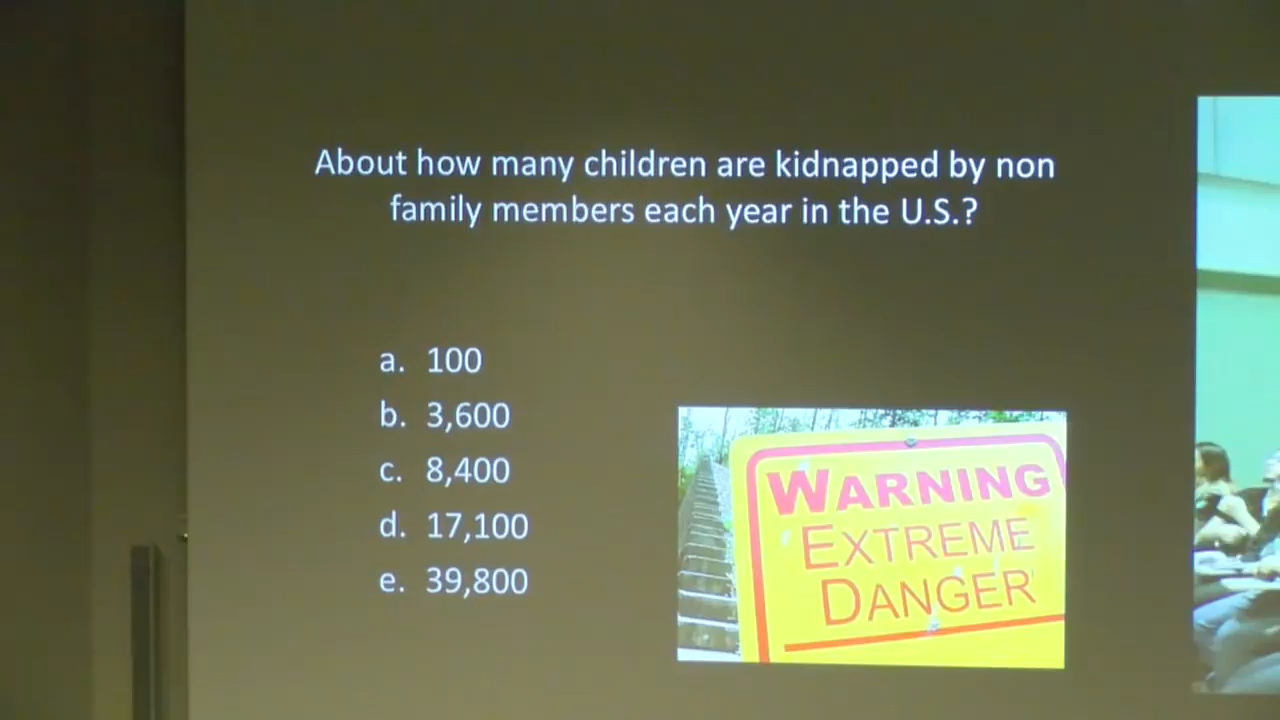 About how many children are kidnapped by non
family members each year in the U.S.?
a. 100
b. 3,600
c. 8,400
d. 17,100
e. 39,800
WARNING
EXTREME
DANGER